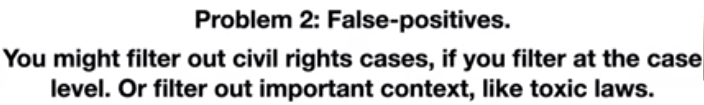 Problem 2: False-positives.
You might filter out civil rights cases, if you filter at the case
level. Or filter out important context, like toxic laws.